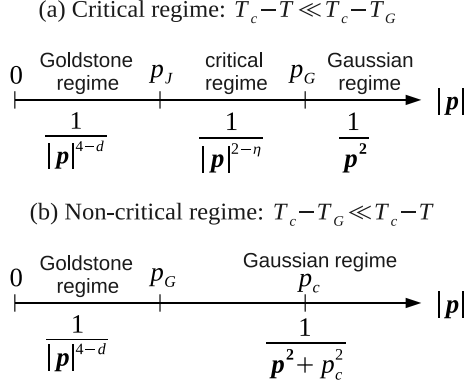 (a) Critical regime: T_c − T ≪ T_c − T_G
Goldstone regime critical regime Gaussian regime
0 p_J p_G |p|
1/|p|^{4−d} 1/|p|^{2−η} 1/p^2
(b) Non-critical regime: T_c − T_G ≪ T_c − T
Goldstone regime Gaussian regime
0 p_G p_c |p|
1/|p|^{4−d} 1/(p^2 + p_c^2)